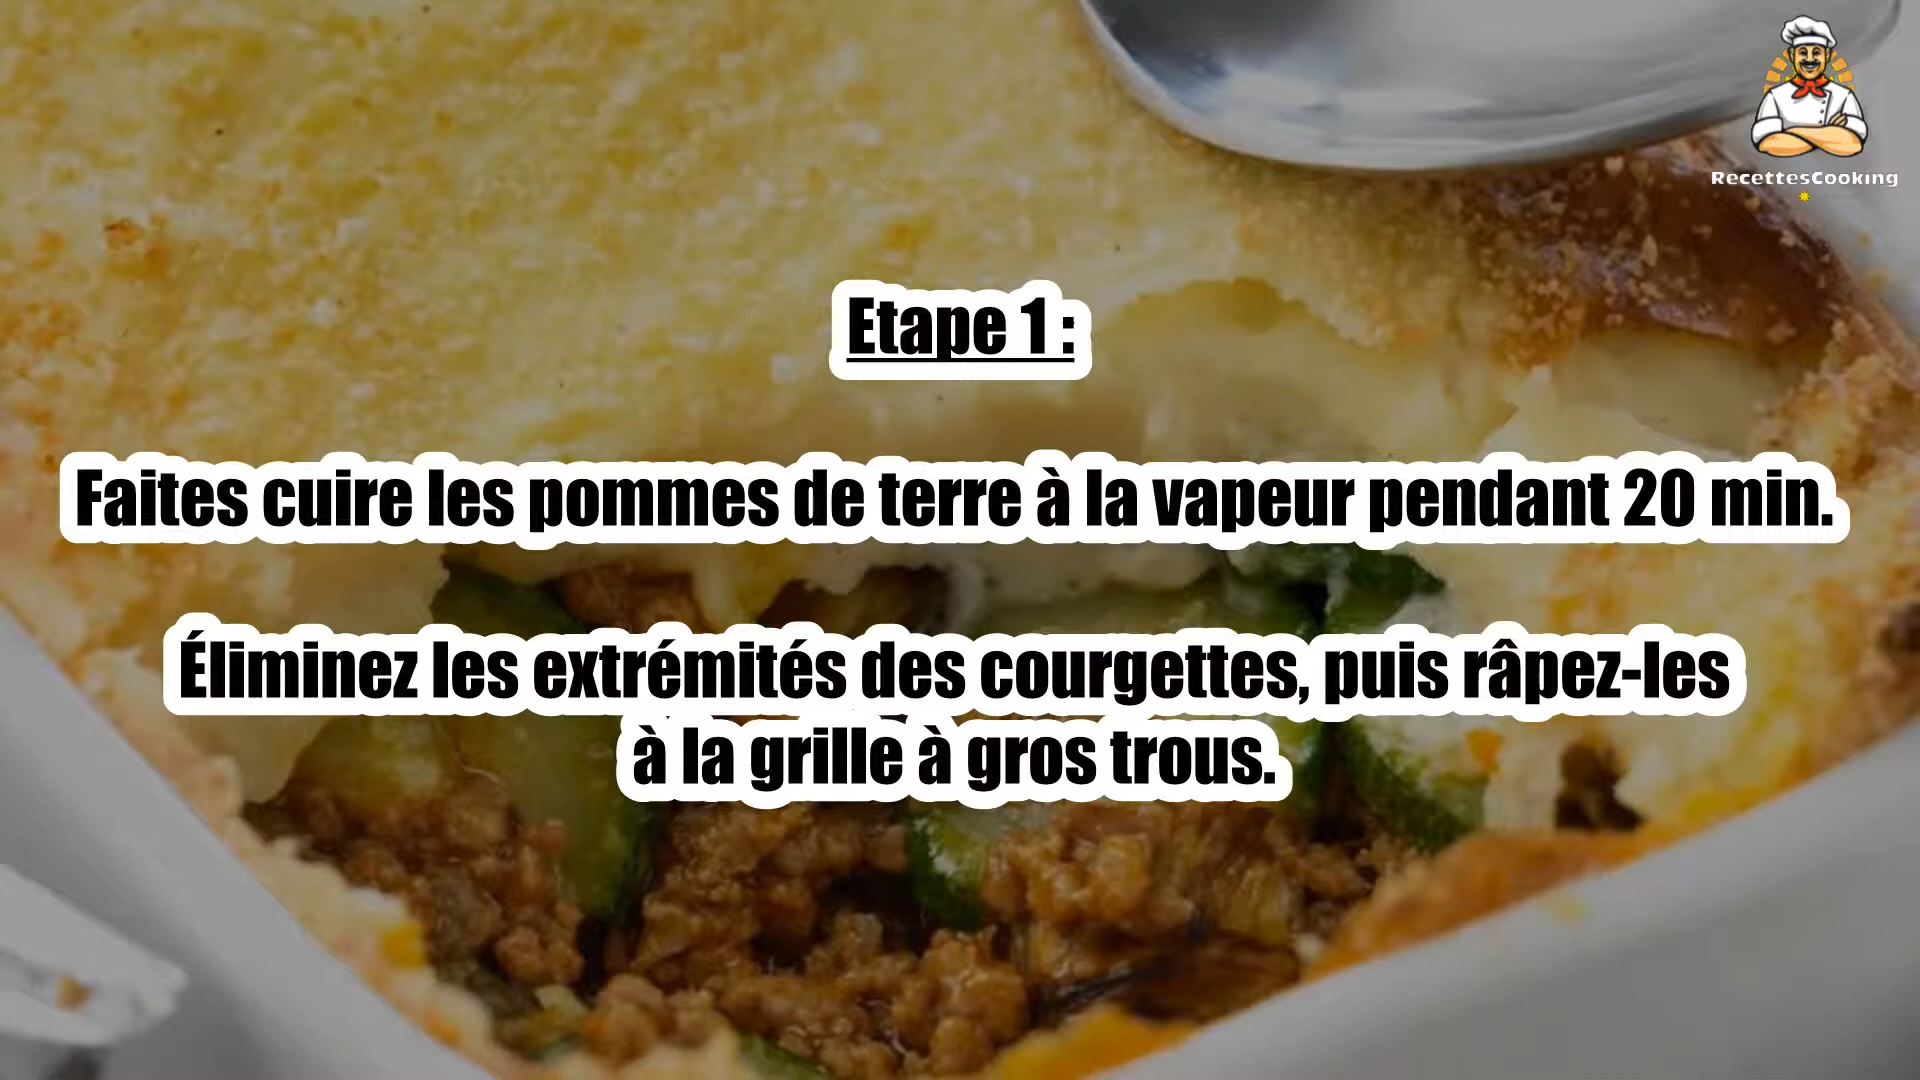 RecettesCooking
Etape 1 :
Faites cuire les pommes de terre à la vapeur pendant 20 min.
Éliminez les extrémités des courgettes, puis râpez-les
à la grille à gros trous.